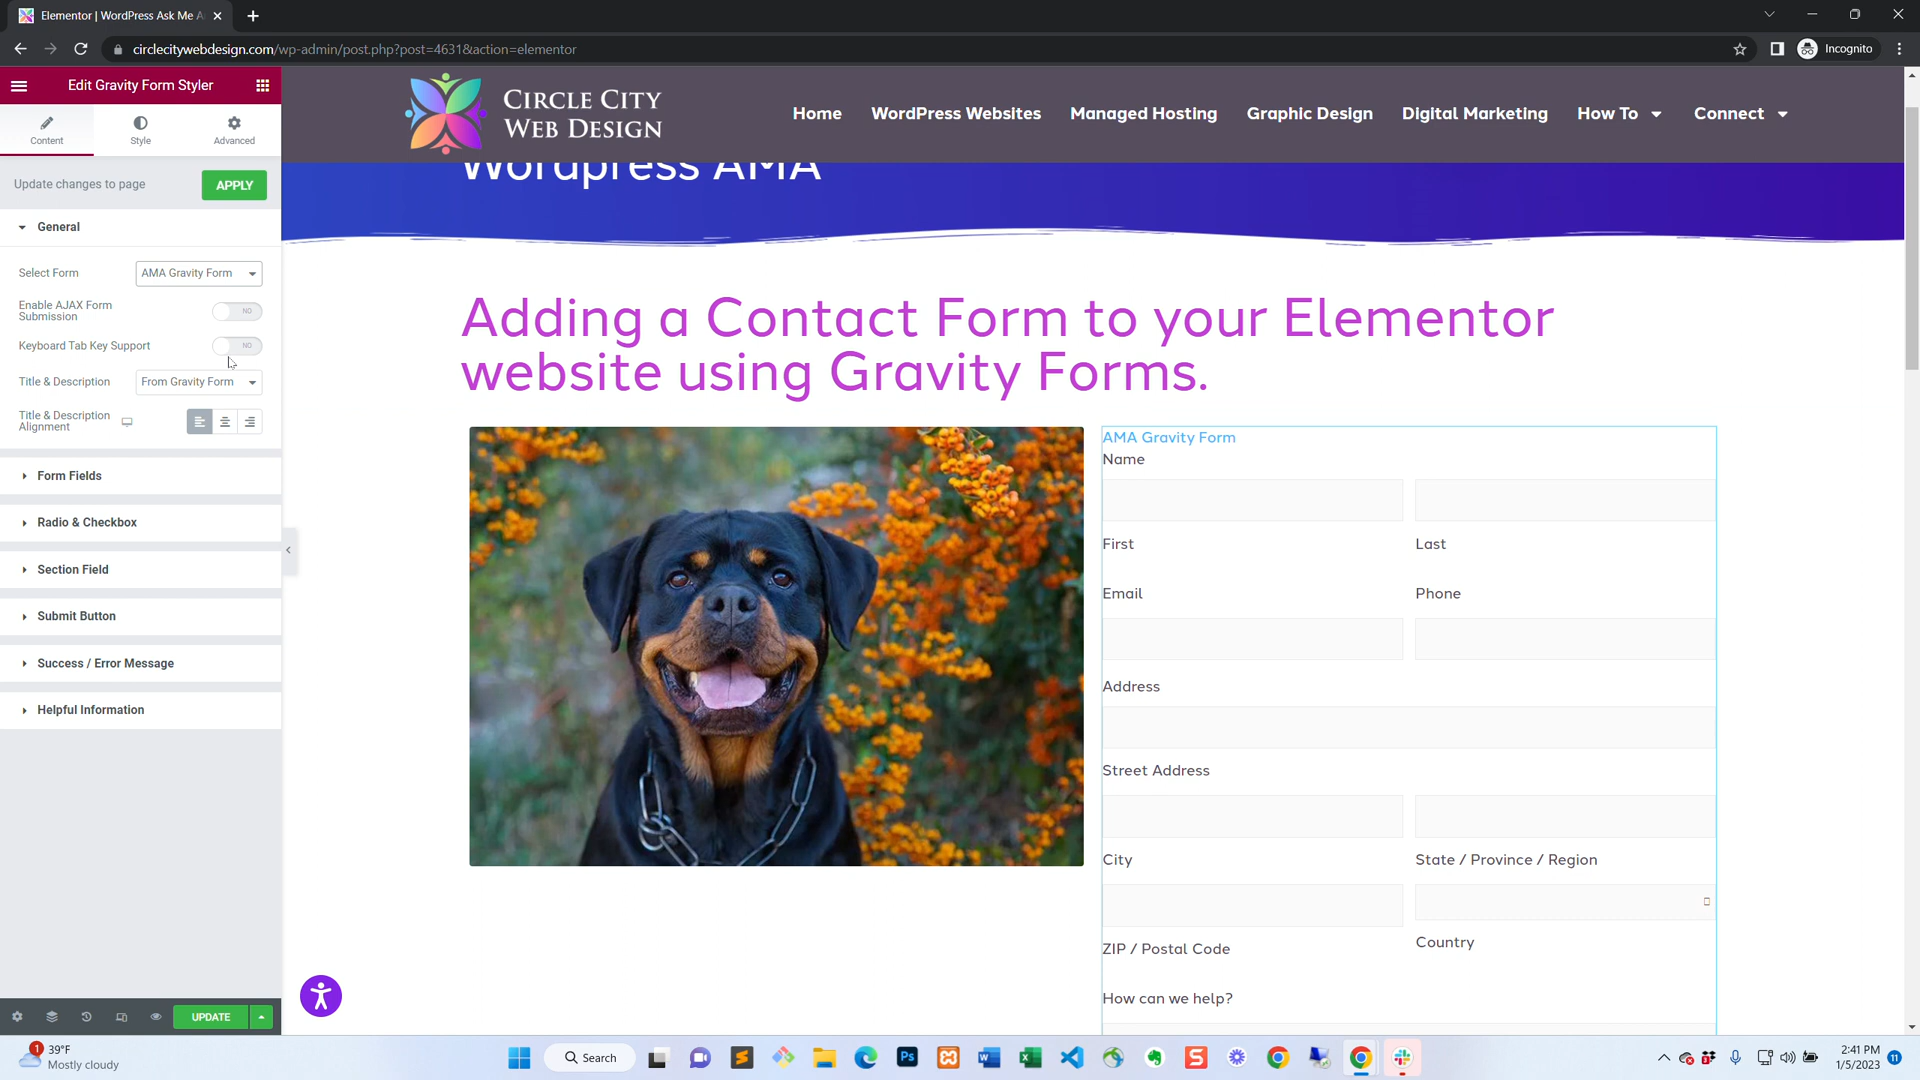 Elementor | WordPress Ask Me A
circlecitywebdesign.com/wp-admin/post.php?post=4631&action=elementor
Incognito
Edit Gravity Form Styler
Content
Style
Advanced
Update changes to page
APPLY
General
Select Form
AMA Gravity Form
Enable AJAX Form
Submission
NO
Keyboard Tab Key Support
NO
Title & Description
From Gravity Form
Title & Description
Alignment
Form Fields
Radio & Checkbox
Section Field
Submit Button
Success / Error Message
Helpful Information
UPDATE
CIRCLE CITY
WEB DESIGN
Home
WordPress Websites
Managed Hosting
Graphic Design
Digital Marketing
How To
Connect
Wordpress AMA
Adding a Contact Form to your Elementor
website using Gravity Forms.
AMA Gravity Form
Name
First
Last
Email
Phone
Address
Street Address
City
State / Province / Region
ZIP / Postal Code
Country
How can we help?
1
39°F
Mostly cloudy
Search
Ps
2:41 PM
1/5/2023
11